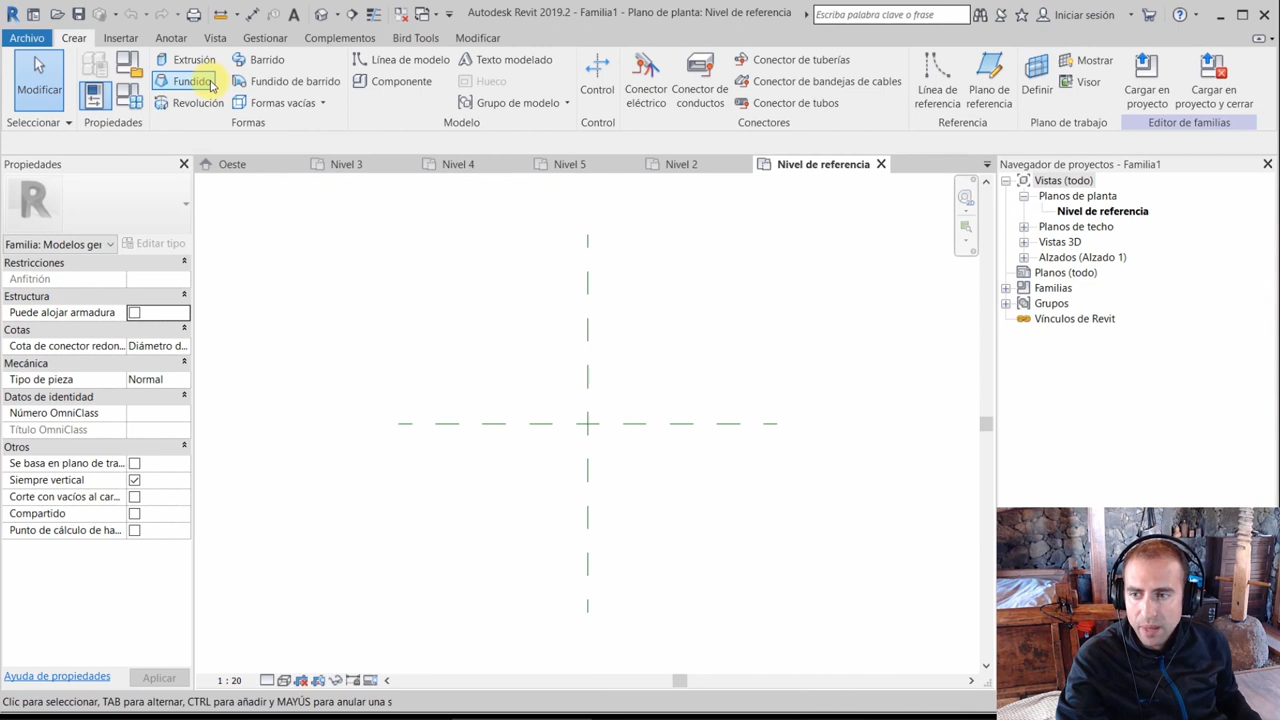 Autodesk Revit 2019.2 - Familia1 - Plano de planta: Nivel de referencia
Escriba palabra clave o frase
Iniciar sesión
Archivo
Crear
Insertar
Anotar
Vista
Gestionar
Complementos
Bird Tools
Modificar
Modificar
Extrusión
Fundido
Revolución
Barrido
Fundido de barrido
Formas vacías
Línea de modelo
Componente
Texto modelado
Hueco
Grupo de modelo
Control
Conector eléctrico
Conector de conductos
Conector de tuberías
Conector de bandejas de cables
Conector de tubos
Línea de referencia
Plano de referencia
Definir
Mostrar
Visor
Cargar en proyecto
Cargar en proyecto y cerrar
Seleccionar
Propiedades
Formas
Modelo
Control
Conectores
Referencia
Plano de trabajo
Editor de familias
Propiedades
Oeste
Nivel 3
Nivel 4
Nivel 5
Nivel 2
Nivel de referencia
Navegador de proyectos - Familia1
R
Familia: Modelos ger
Editar tipo
Restricciones
Anfitrión
Estructura
Puede alojar armadura
Cotas
Cota de conector redon... Diámetro d...
Mecánica
Tipo de pieza Normal
Datos de identidad
Número OmniClass
Título OmniClass
Otros
Se basa en plano de tra...
Siempre vertical
Corte con vacíos al car...
Compartido
Punto de cálculo de ha...
Vistas (todo)
Planos de planta
Nivel de referencia
Planos de techo
Vistas 3D
Alzados (Alzado 1)
Planos (todo)
Familias
Grupos
Vínculos de Revit
Ayuda de propiedades
Aplicar
1 : 20
Clic para seleccionar, TAB para alternar, CTRL para añadir y MAYÚS para anular una s